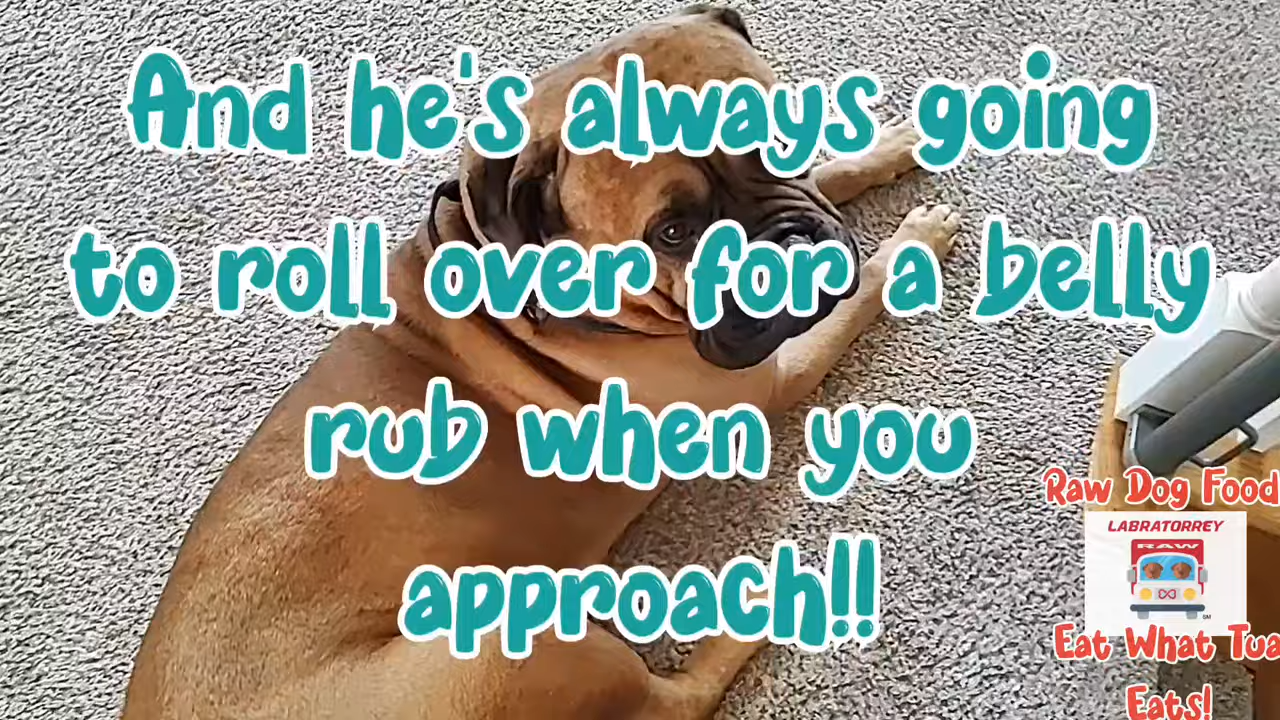 And he's always going
to roll over for a belly
rub when you
approach!!
Raw Dog Food
LABRATORREY
RAW
Eat What Tua
Eats!